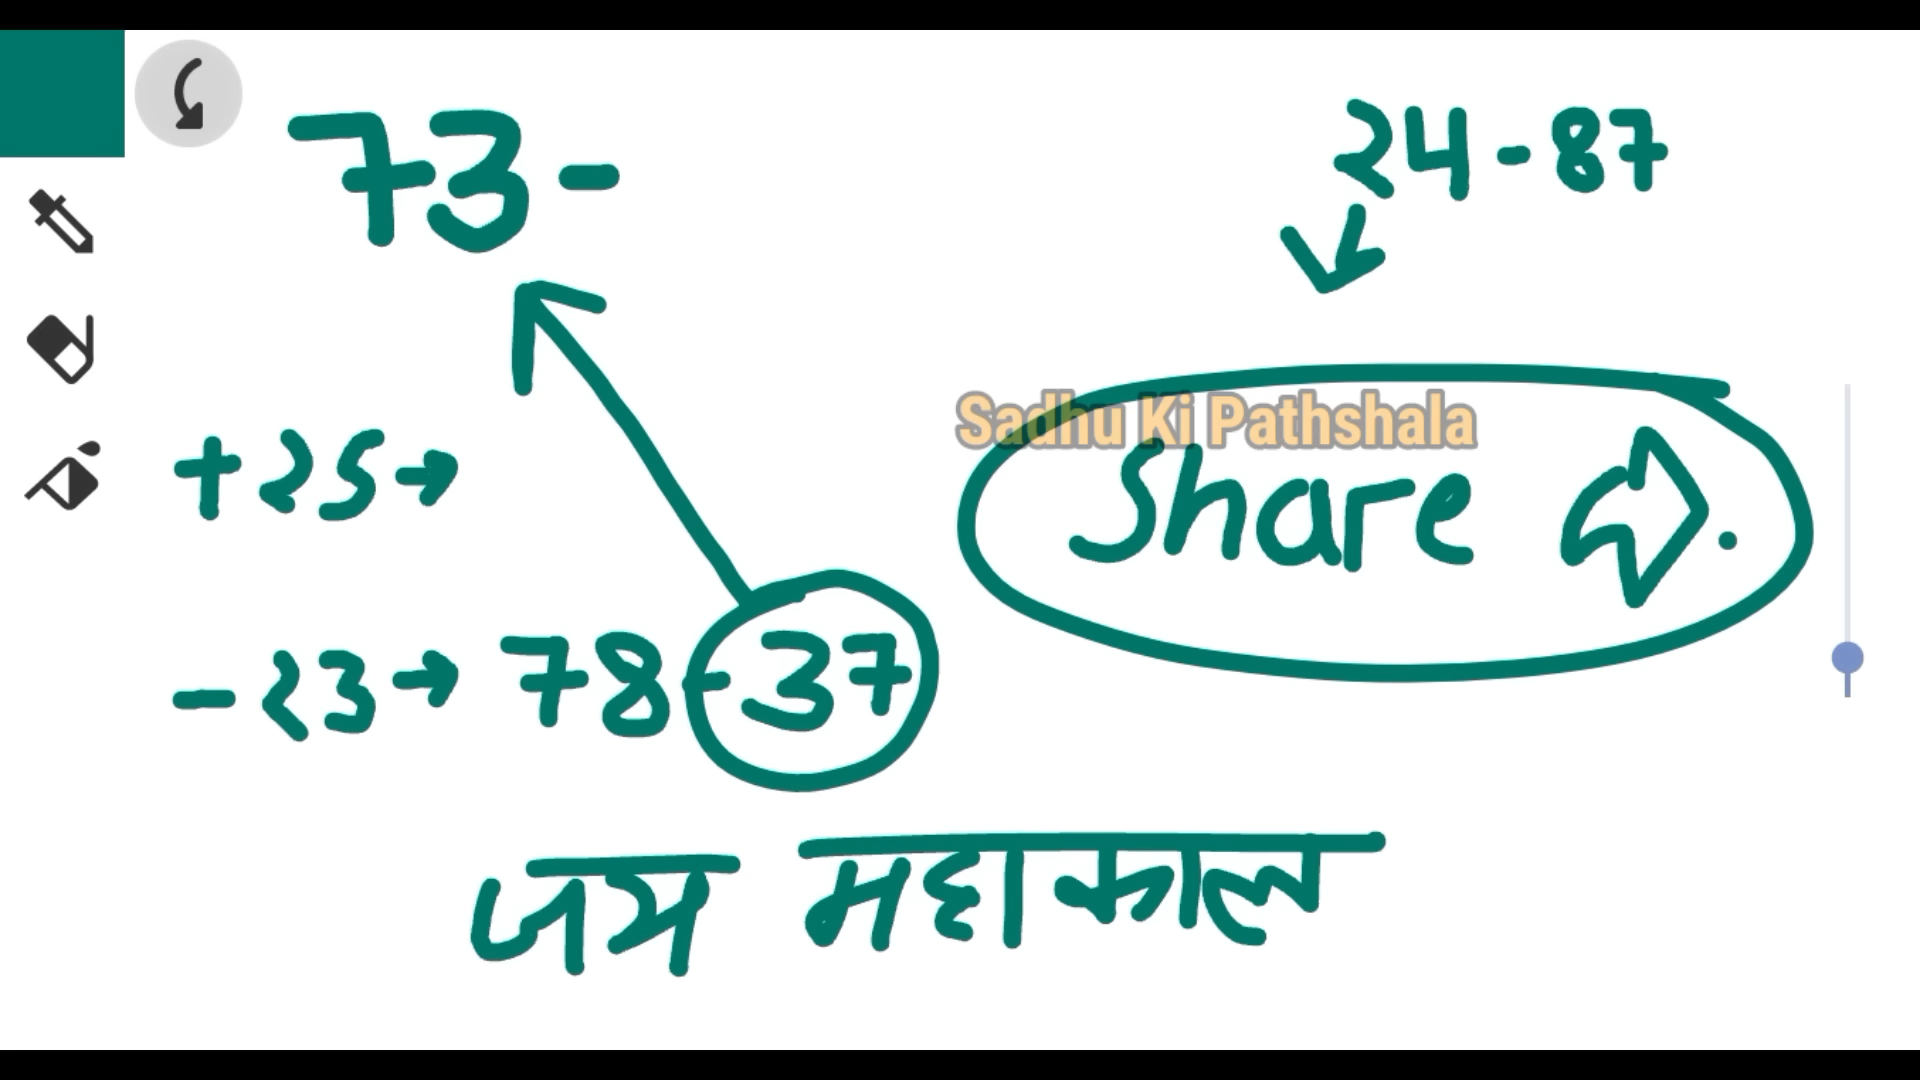 73-
24-87
Sadhu Ki Pathshala
Share
+25→
-23→ 78-37
जय महाकाल